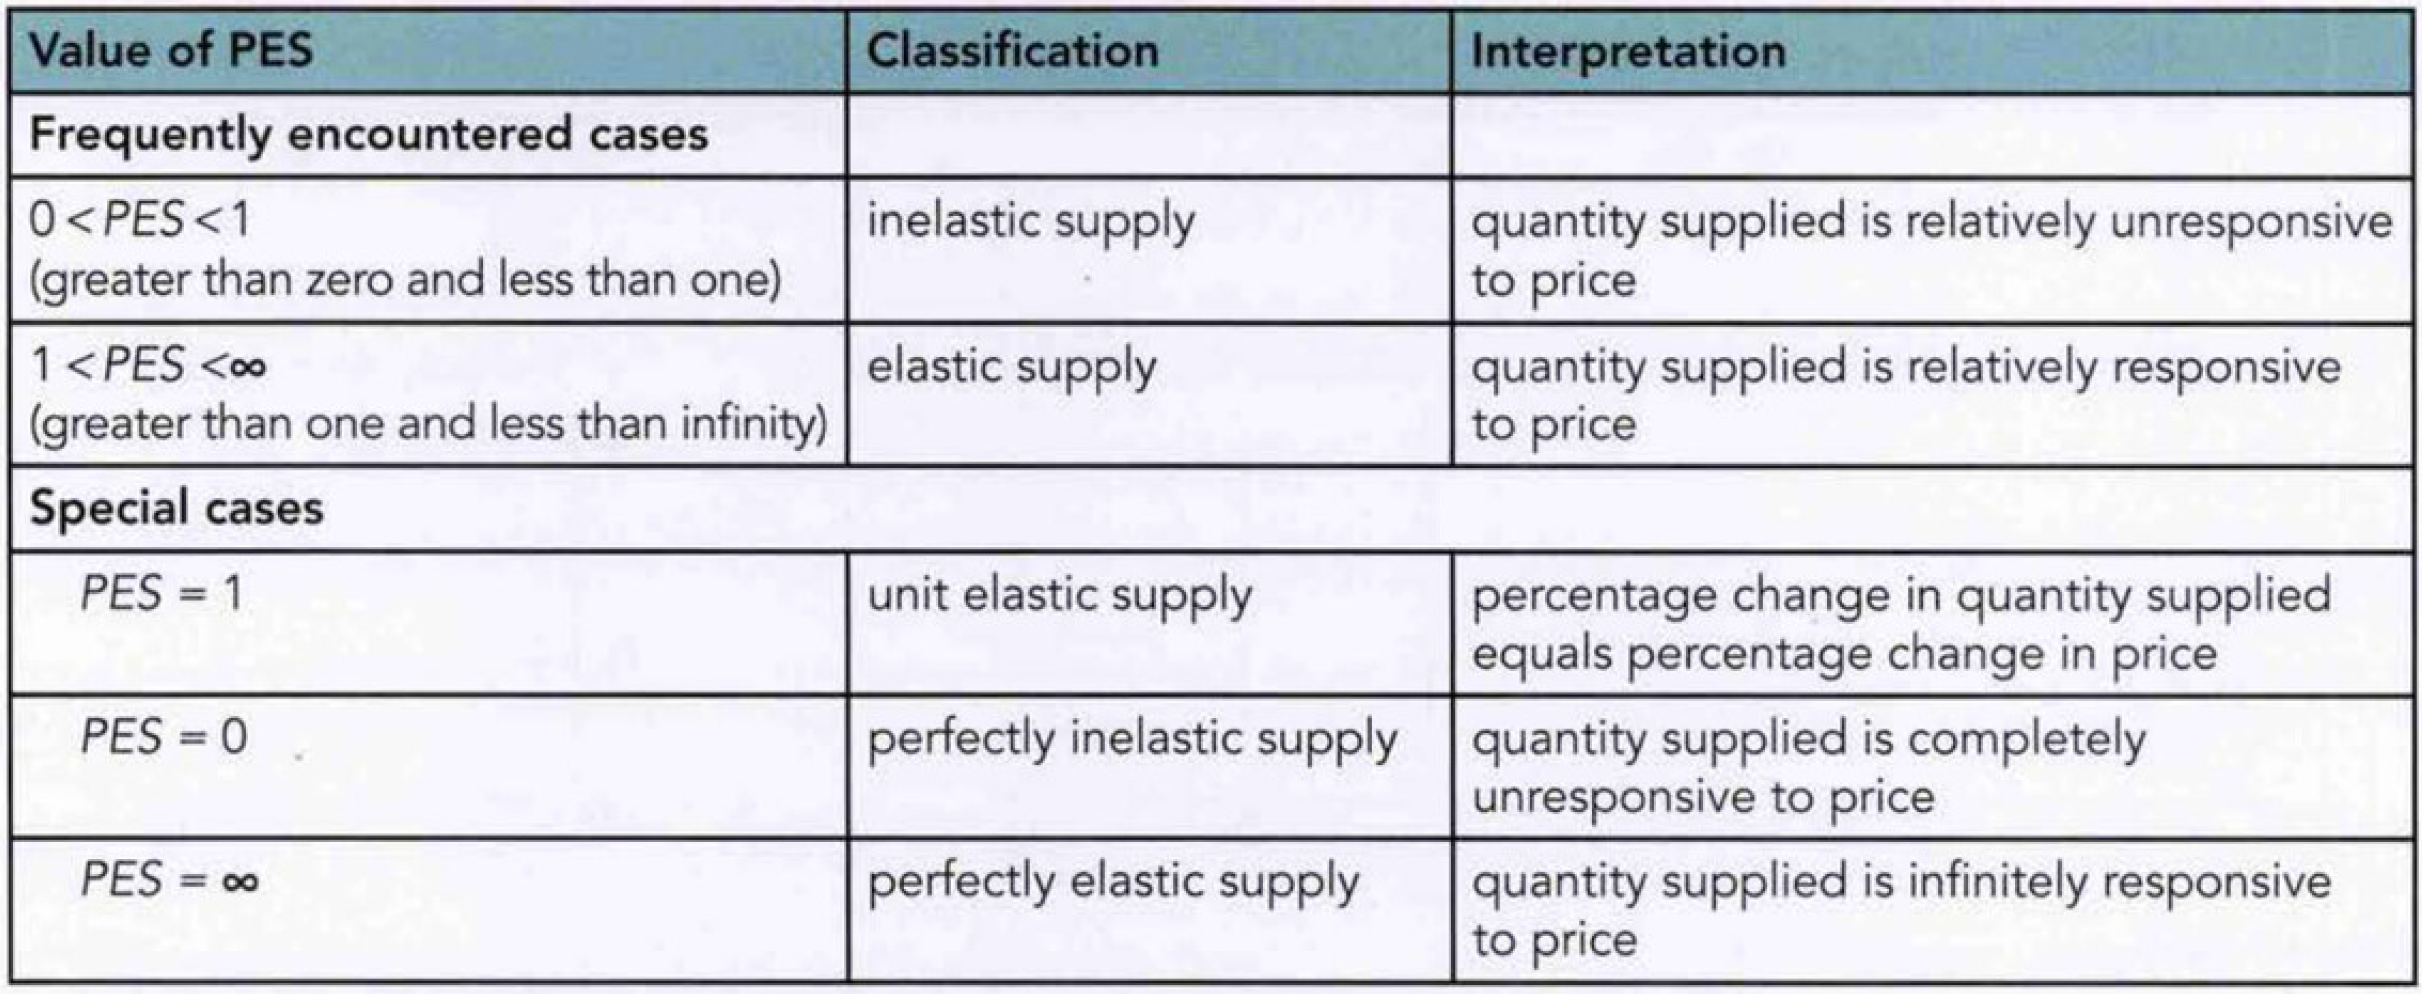 Value of PES
Classification
Interpretation
Frequently encountered cases
0 < PES < 1
(greater than zero and less than one)
inelastic supply
quantity supplied is relatively unresponsive
to price
1 < PES < ∞
(greater than one and less than infinity)
elastic supply
quantity supplied is relatively responsive
to price
Special cases
PES = 1
unit elastic supply
percentage change in quantity supplied
equals percentage change in price
PES = 0
perfectly inelastic supply
quantity supplied is completely
unresponsive to price
PES = ∞
perfectly elastic supply
quantity supplied is infinitely responsive
to price